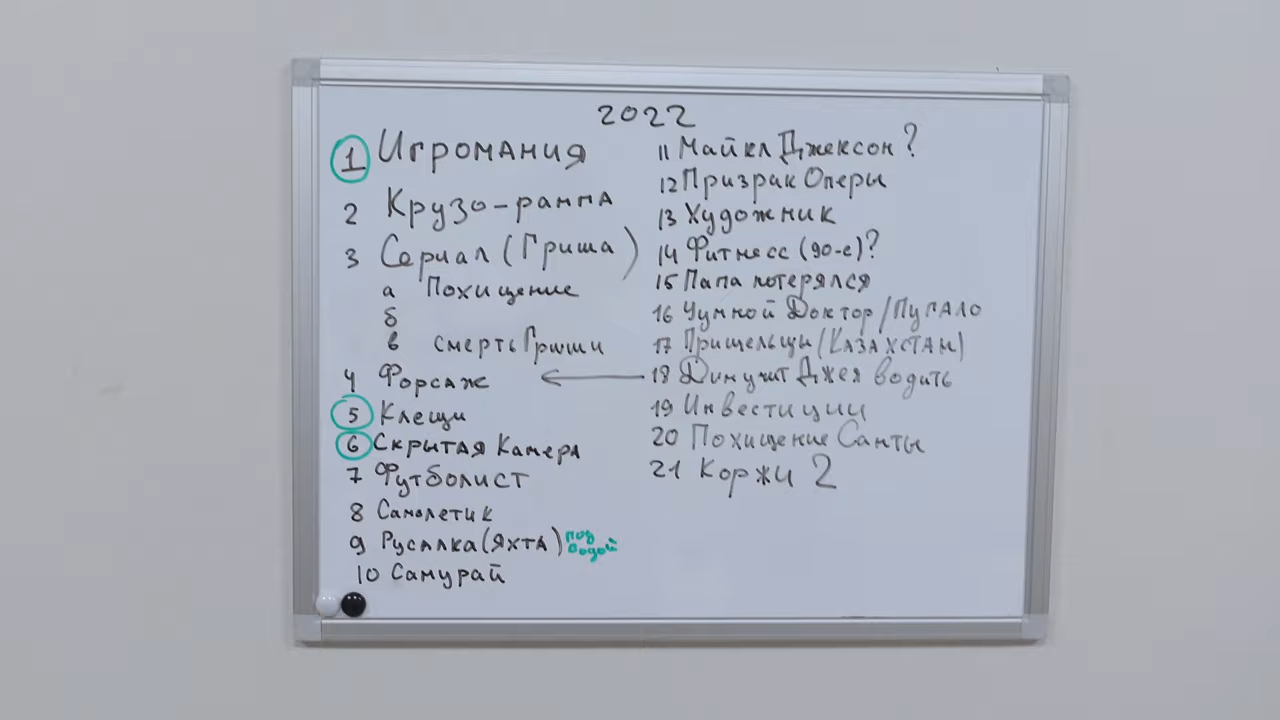 2022
1 Игромания
2 Крузо-рампа
3 Сериал (Гриша)
а Похищение
б
в смерть Гриши
4 Форсаж
5 Клещи
6 Скрытая Камера
7 Футболист
8 Самолетик
9 Русалка (Яхта) под водой
10 Самурай
11 Майкл Джексон?
12 Призрак Оперы
13 Художник
14 Фитнесс (90-е)?
15 Папа потерялся
16 Чумной Доктор/Пугало
17 Пришельцы (Казахстан)
18 Дим учит Джея водить
19 Инвестиции
20 Похищение Санты
21 Коржи 2